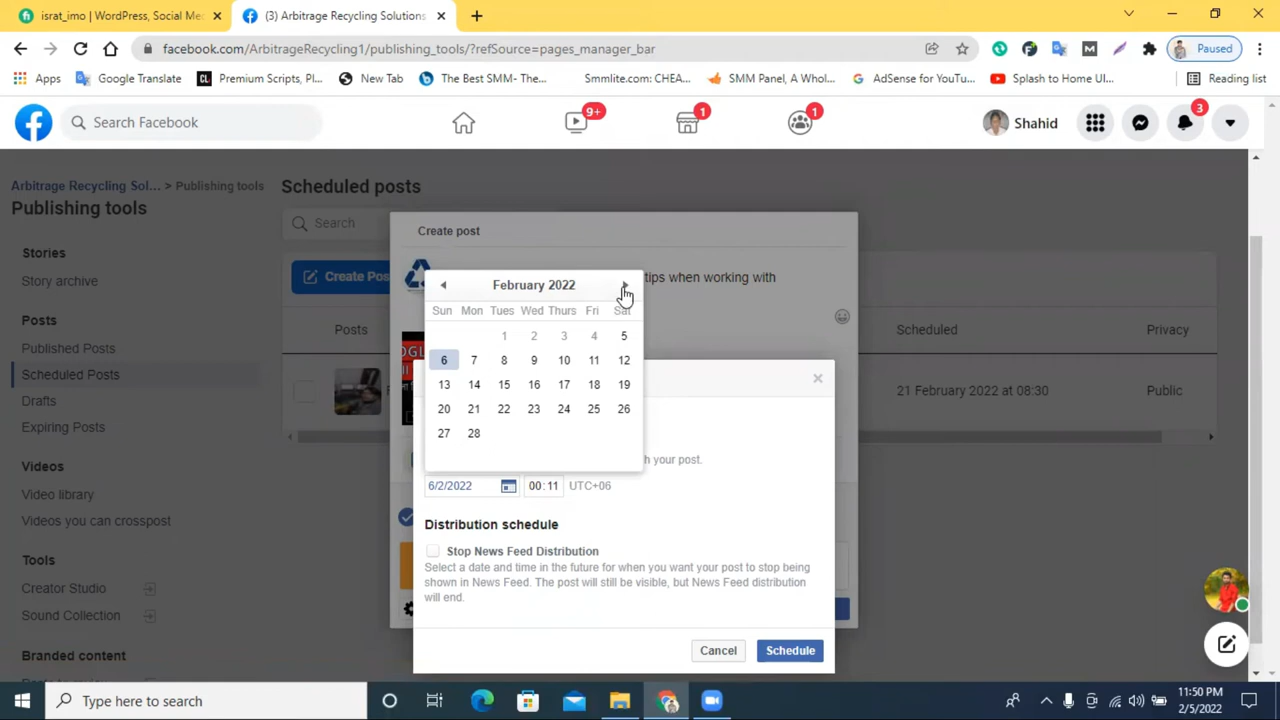 israt_imo | WordPress, Social Me
(3) Arbitrage Recycling Solutions
facebook.com/ArbitrageRecycling1/publishing_tools/?refSource=pages_manager_bar
Paused
Apps
Google Translate
Premium Scripts, Pl...
New Tab
The Best SMM- The...
Smmlite.com: CHEA...
SMM Panel, A Whol...
AdSense for YouTu...
Splash to Home UI...
Reading list
Search Facebook
9+
1
1
Shahid
3
Arbitrage Recycling Sol... > Publishing tools
Publishing tools
Stories
Story archive
Posts
Published Posts
Scheduled Posts
Drafts
Expiring Posts
Videos
Video library
Videos you can crosspost
Tools
Creator Studio
Sound Collection
Branded content
Scheduled posts
Search
Create Pos
Posts
Scheduled
Privacy
21 February 2022 at 08:30
Public
Create post
tips when working with
February 2022
Sun Mon Tues Wed Thurs Fri Sat
1 2 3 4 5
6 7 8 9 10 11 12
13 14 15 16 17 18 19
20 21 22 23 24 25 26
27 28
h your post.
6/2/2022
00:11
UTC+06
Distribution schedule
Stop News Feed Distribution
Select a date and time in the future for when you want your post to stop being
shown in News Feed. The post will still be visible, but News Feed distribution
will end.
Cancel
Schedule
Type here to search
11:50 PM
2/5/2022